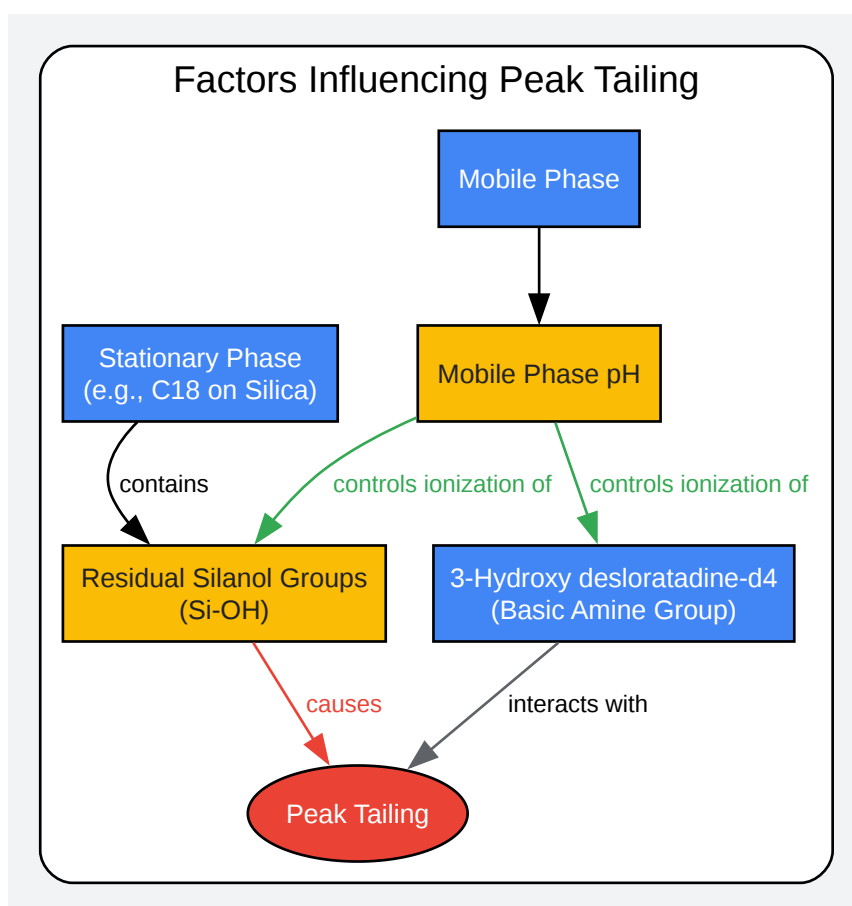 Factors Influencing Peak Tailing
Mobile Phase
Stationary Phase
(e.g., C18 on Silica)
Mobile Phase pH
contains
controls ionization of
controls ionization of
Residual Silanol Groups
(Si-OH)
3-Hydroxy desloratadine-d4
(Basic Amine Group)
causes
interacts with
Peak Tailing